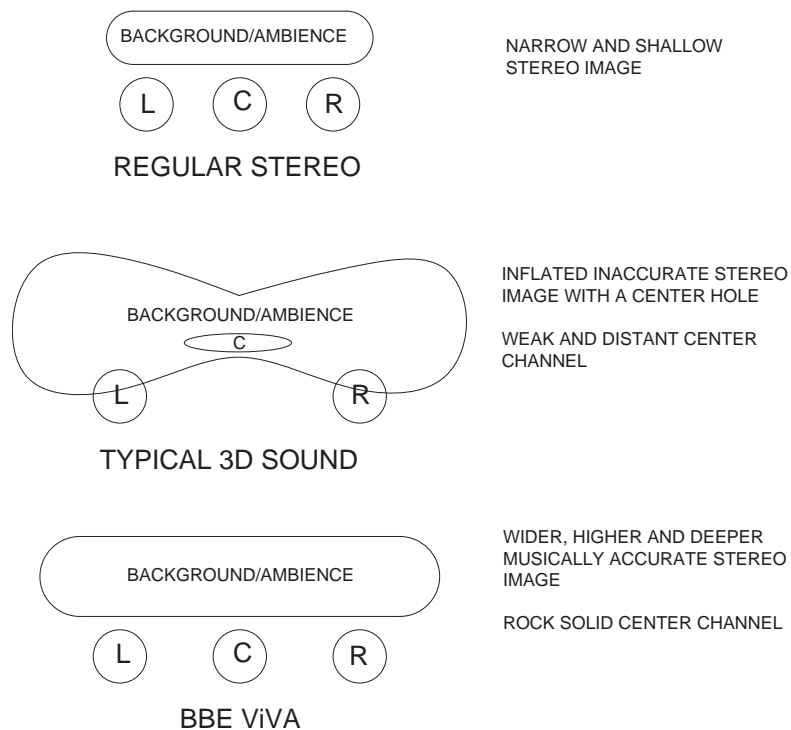 BACKGROUND/AMBIENCE
L
C
R
REGULAR STEREO
NARROW AND SHALLOW
STEREO IMAGE
BACKGROUND/AMBIENCE
C
L
R
TYPICAL 3D SOUND
INFLATED INACCURATE STEREO
IMAGE WITH A CENTER HOLE
WEAK AND DISTANT CENTER
CHANNEL
BACKGROUND/AMBIENCE
L
C
R
BBE ViVA
WIDER, HIGHER AND DEEPER
MUSICALLY ACCURATE STEREO
IMAGE
ROCK SOLID CENTER CHANNEL